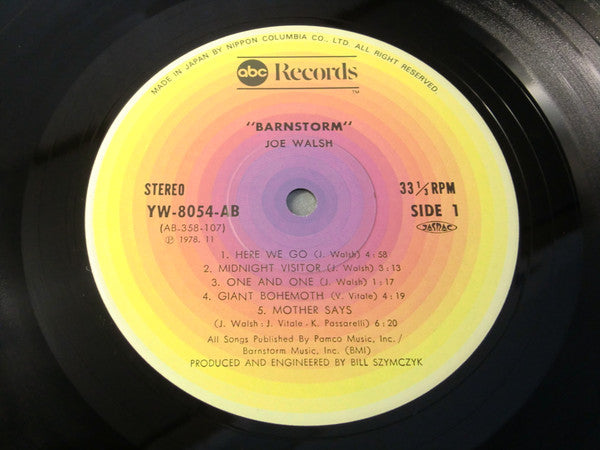 MADE IN JAPAN BY NIPPON COLUMBIA CO., LTD. ALL RIGHT RESERVED.
abc Records
TM
"BARNSTORM"
JOE WALSH
STEREO
33 1/3 RPM
YW-8054-AB
SIDE 1
(AB-358-107)
Ⓟ 1978. 11
JASRAC
1. HERE WE GO (J. Walsh) 4:58
2. MIDNIGHT VISITOR (J. Walsh) 3:13
3. ONE AND ONE (J. Walsh) 1:17
4. GIANT BOHEMOTH (V. Vitale) 4:19
5. MOTHER SAYS
(J. Walsh: J. Vitale - K. Passarelli) 6:20
All Songs Published By Pamco Music, Inc./
Barnstorm Music, Inc. (BMI)
PRODUCED AND ENGINEERED BY BILL SZYMCZYK